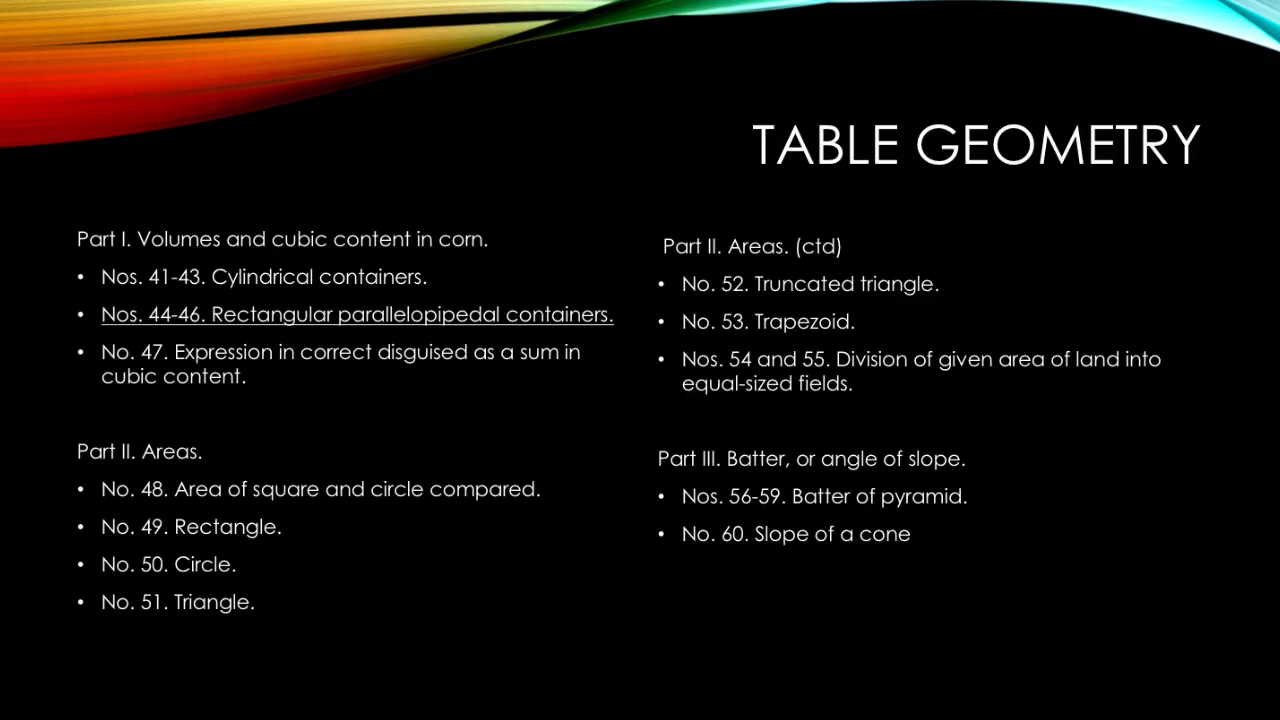 TABLE GEOMETRY
Part I. Volumes and cubic content in corn.
• Nos. 41-43. Cylindrical containers.
• Nos. 44-46. Rectangular parallelopipedal containers.
• No. 47. Expression in correct disguised as a sum in
cubic content.
Part II. Areas.
• No. 48. Area of square and circle compared.
• No. 49. Rectangle.
• No. 50. Circle.
• No. 51. Triangle.
Part II. Areas. (ctd)
• No. 52. Truncated triangle.
• No. 53. Trapezoid.
• Nos. 54 and 55. Division of given area of land into
equal-sized fields.
Part III. Batter, or angle of slope.
• Nos. 56-59. Batter of pyramid.
• No. 60. Slope of a cone